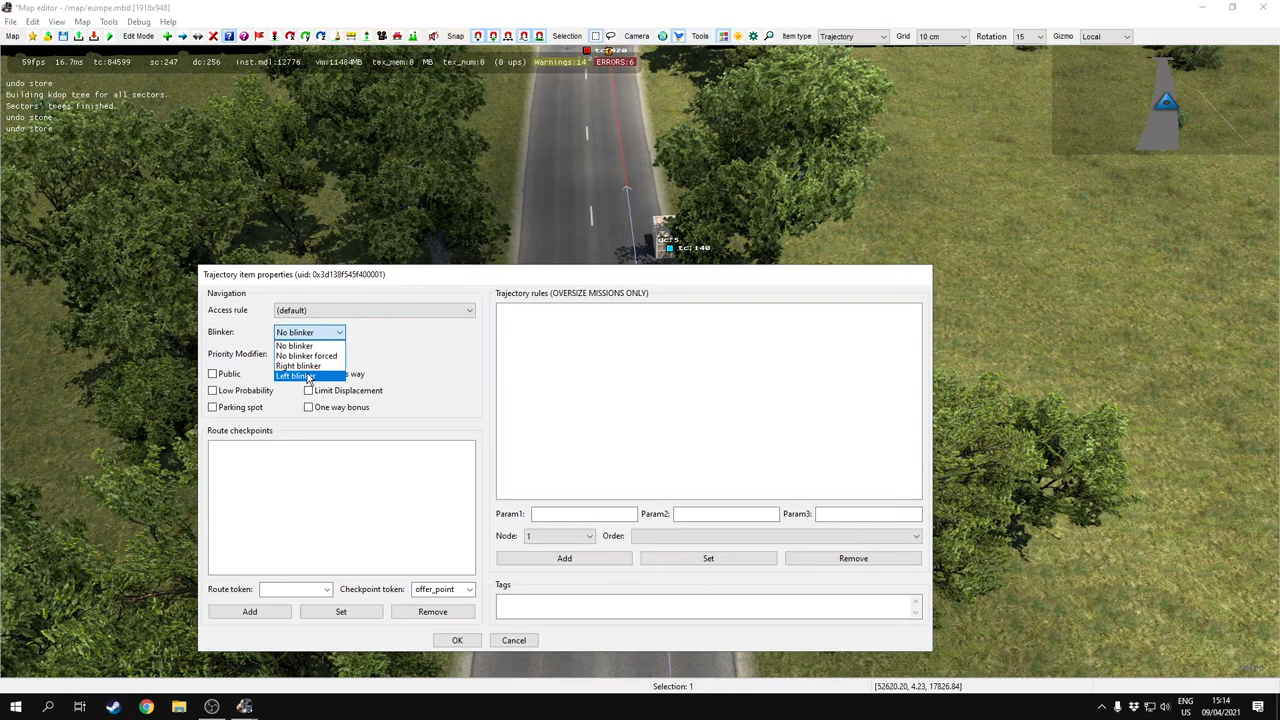 *Map editor - /map/europe.mbd [1918x948]
File Edit View Map Tools Debug Help
Map Edit Mode Snap Selection Camera Tools Item type Trajectory Grid 10 cm Rotation 15 Gizmo Local
59fps 16.7ms tc:84599 sc:247 dc:256 inst.mdl:12776 vm:11484MB tex_mem:0 MB tex_num:0 (0 ups) Warnings:14 ERRORS:6
undo store
Building kdop tree for all sectors.
Sectors' trees finished.
undo store
undo store
tc:140
Trajectory item properties (uid: 0x3d138f545f400001)
Navigation
Access rule (default)
Blinker: No blinker
No blinker
No blinker forced
Right blinker
Left blinker
Priority Modifier:
Public
Low Probability Limit Displacement
Parking spot One way bonus
Route checkpoints
Route token: Checkpoint token: offer_point
Add Set Remove
Trajectory rules (OVERSIZE MISSIONS ONLY)
Param1: Param2: Param3:
Node: 1 Order:
Add Set Remove
Tags
OK Cancel
Selection: 1 [52620.20, 4.23, 17826.84]
ENG
US
15:14
09/04/2021